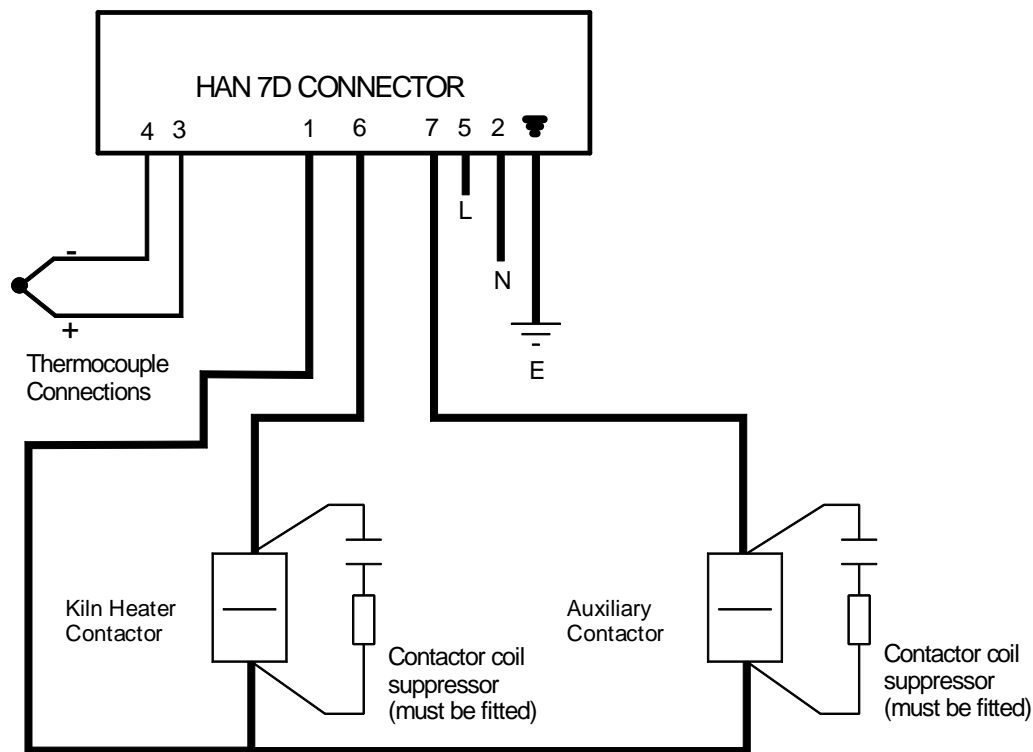 HAN 7D CONNECTOR
4 3 1 6 7 5 2
L
N
E
-
+
Thermocouple
Connections
Kiln Heater
Contactor
Contactor coil
suppressor
(must be fitted)
Auxiliary
Contactor
Contactor coil
suppressor
(must be fitted)